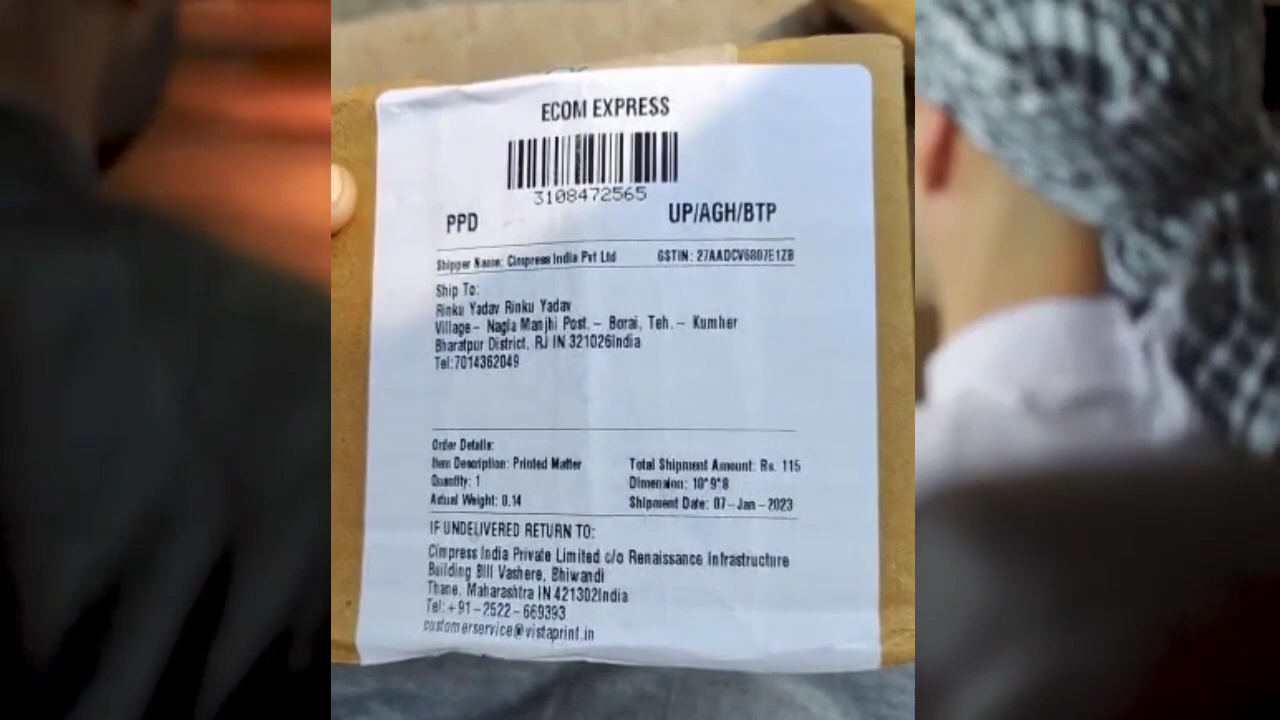 ECOM EXPRESS
3108472565
PPD UP/AGH/BTP
Shipper Name: Cimpress India Pvt Ltd GSTIN: 27AADCV6807E1ZB
Ship To:
Rinku Yadav Rinku Yadav
Village- Nagla Manjhi Post. - Borai, Teh. - Kumher
Bharatpur District, RJ IN 321026India
Tel:7014362049
Order Details:
Item Description: Printed Matter Total Shipment Amount: Rs. 115
Quantity: 1 Dimension: 10*9*8
Actual Weight: 0.14 Shipment Date: 07-Jan-2023
IF UNDELIVERED RETURN TO:
Cimpress India Private Limited c/o Renaissance Infrastructure
Building BIII Vashere, Bhiwandi
Thane, Maharashtra IN 421302India
Tel:+91-2522-669393
customerservice@vistaprint.in